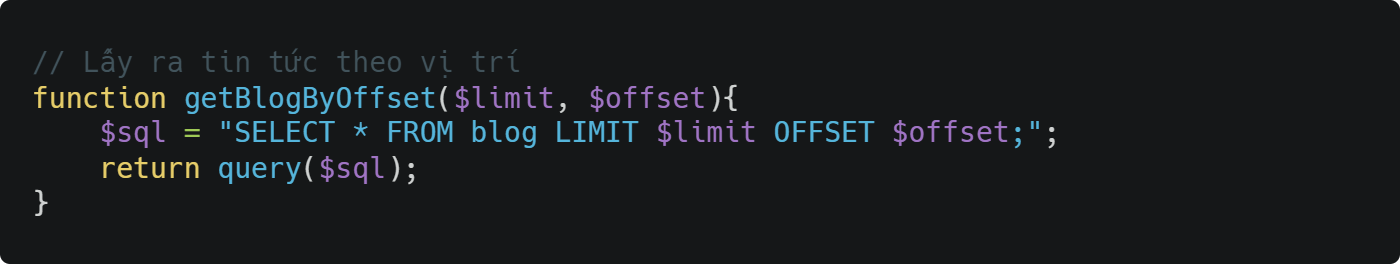 // Lấy ra tin tức theo vị trí
function getBlogByOffset($limit, $offset){
    $sql = "SELECT * FROM blog LIMIT $limit OFFSET $offset;";
    return query($sql);
}